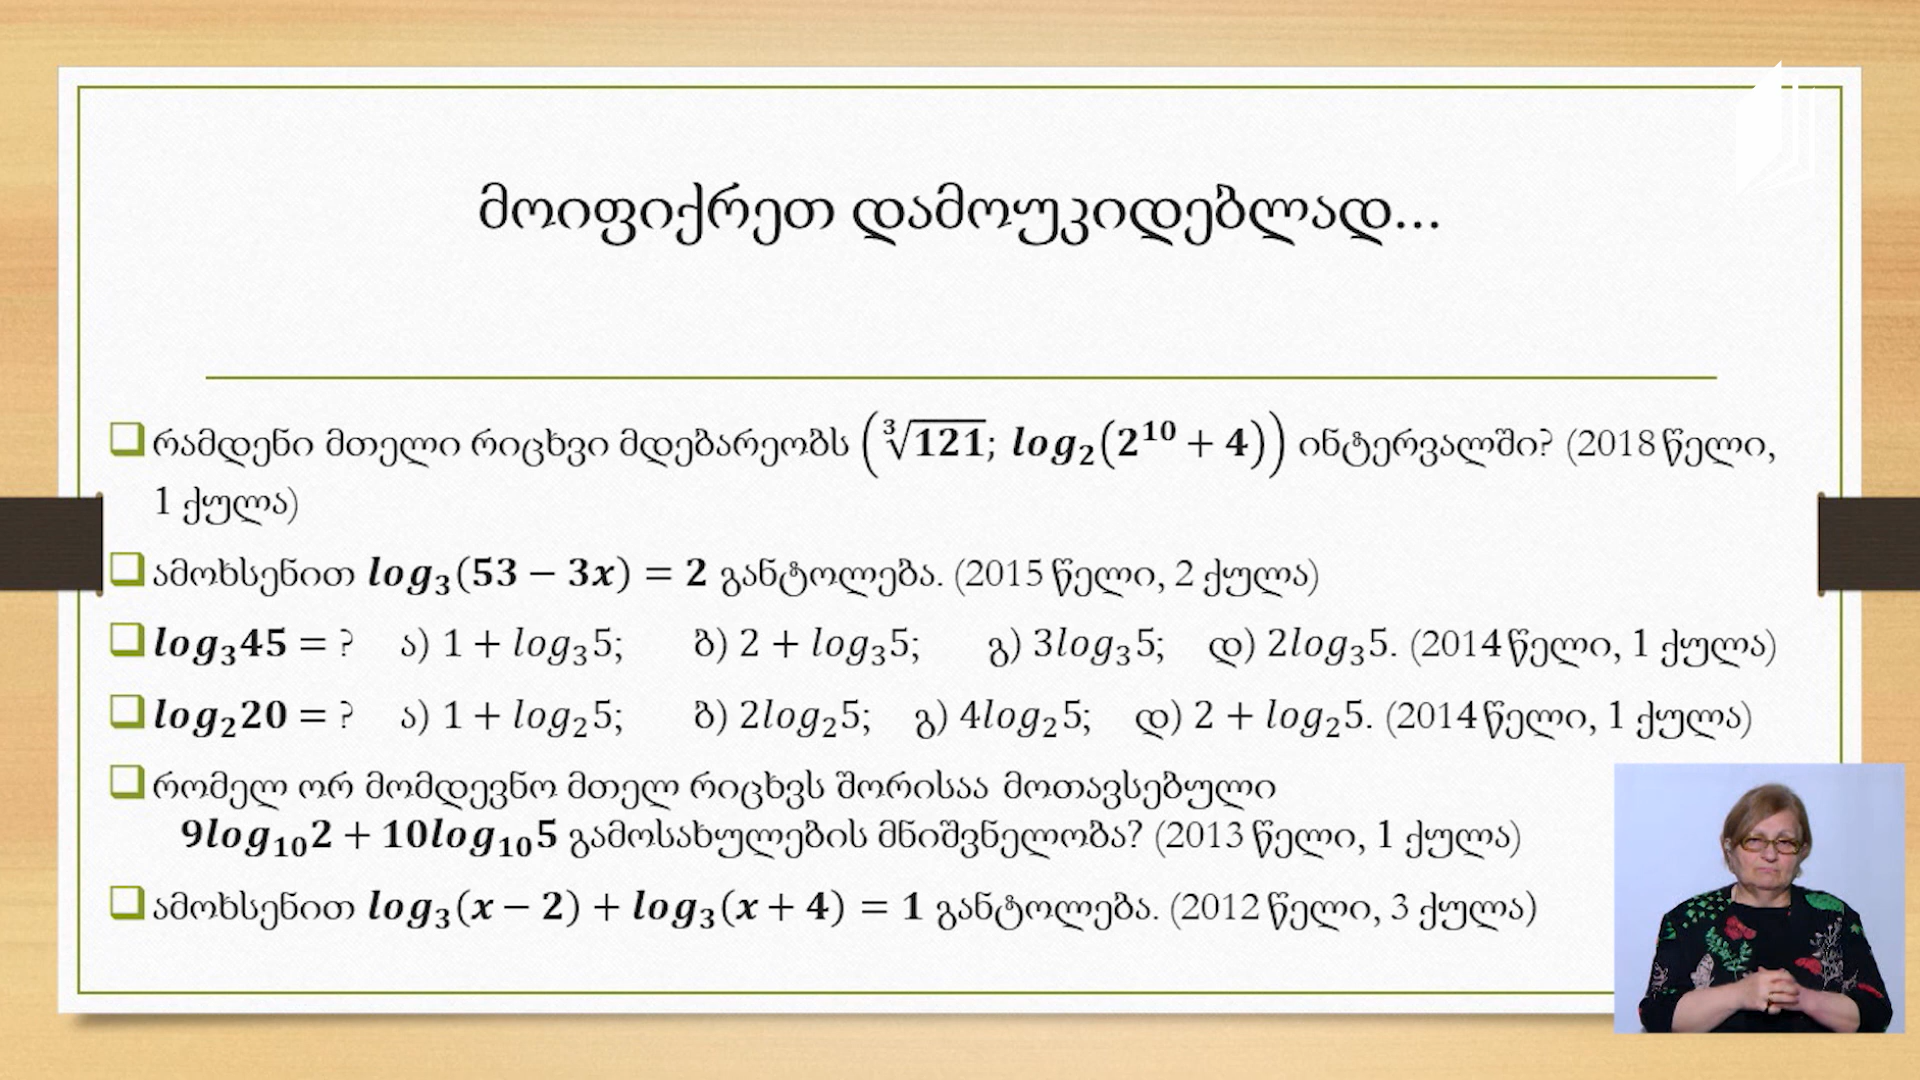 მოიფიქრეთ დამოუკიდებლად...
რამდენი მთელი რიცხვი მდებარეობს (∛121; log₂(2¹⁰ + 4)) ინტერვალში? (2018 წელი,
1 ქულა)
ამოხსენით log₃(53 − 3x) = 2 განტოლება. (2015 წელი, 2 ქულა)
log₃45 = ? ა) 1 + log₃5; ბ) 2 + log₃5; გ) 3log₃5; დ) 2log₃5. (2014 წელი, 1 ქულა)
log₂20 = ? ა) 1 + log₂5; ბ) 2log₂5; გ) 4log₂5; დ) 2 + log₂5. (2014 წელი, 1 ქულა)
რომელ ორ მომდევნო მთელ რიცხვს შორისაა მოთავსებული
9log₁₀2 + 10log₁₀5 გამოსახულების მნიშვნელობა? (2013 წელი, 1 ქულა)
ამოხსენით log₃(x − 2) + log₃(x + 4) = 1 განტოლება. (2012 წელი, 3 ქულა)